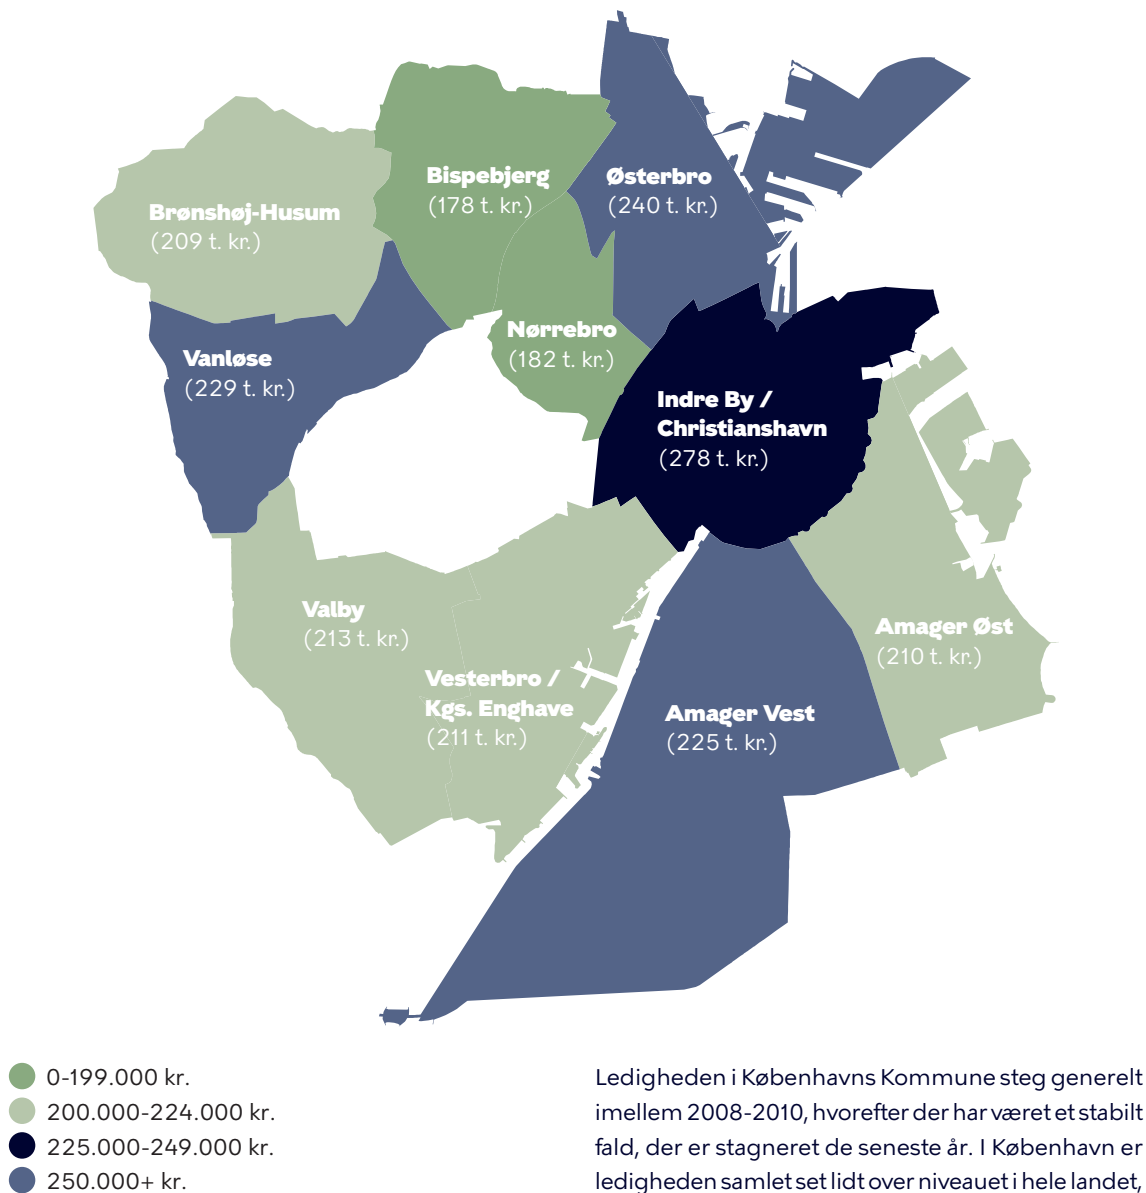 Bispebjerg
(178 t. kr.)
Østerbro
(240 t. kr.)
Brønshøj-Husum
(209 t. kr.)
Nørrebro
(182 t. kr.)
Vanløse
(229 t. kr.)
Indre By /
Christianshavn
(278 t. kr.)
Valby
(213 t. kr.)
Amager Øst
(210 t. kr.)
Vesterbro /
Kgs. Enghave
(211 t. kr.)
Amager Vest
(225 t. kr.)
0-199.000 kr.
200.000-224.000 kr.
225.000-249.000 kr.
250.000+ kr.
Ledigheden i Københavns Kommune steg generelt
imellem 2008-2010, hvorefter der har været et stabilt
fald, der er stagneret de seneste år. I København er
ledigheden samlet set lidt over niveauet i hele landet,